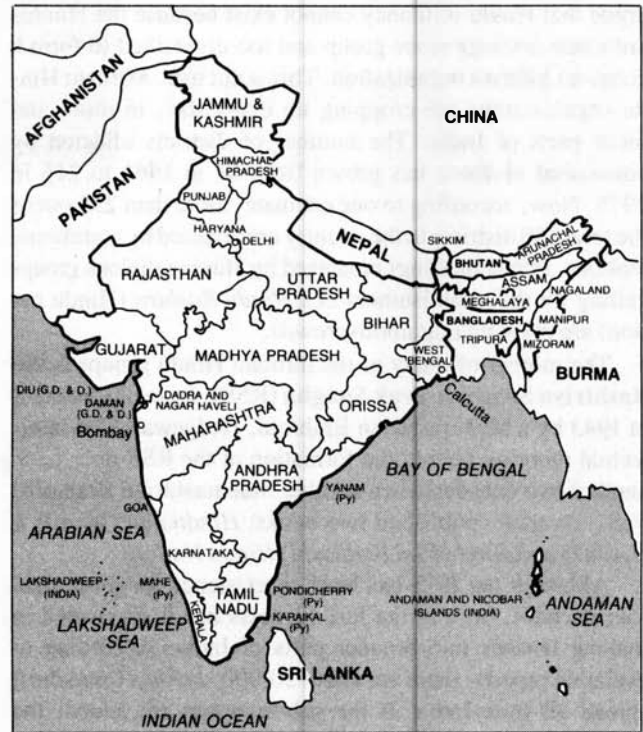 AFGHANISTAN
PAKISTAN
JAMMU &
KASHMIR
CHINA
HIMACHAL
PRADESH
PUNJAB
HARYANA
DELHI
NEPAL
SIKKIM
BHUTAN
ARUNACHAL
PRADESH
RAJASTHAN
UTTAR
PRADESH
ASSAM
NAGALAND
MEGHALAYA
BIHAR
BANGLADESH
MANIPUR
TRIPURA
MIZORAM
GUJARAT
MADHYA PRADESH
WEST
BENGAL
BURMA
DIU (G.D. & D.)
DAMAN
(G.D. & D.)
DADRA AND
NAGAR HAVELI
Bombay
MAHARASHTRA
ORISSA
Calcutta
ANDHRA
PRADESH
BAY OF BENGAL
YANAM
(Py)
GOA
ARABIAN SEA
KARNATAKA
LAKSHADWEEP
(INDIA)
MAHE (Py)
TAMIL
NADU
PONDICHERRY
(Py)
KARAIKAL
(Py)
ANDAMAN AND NICOBAR
ISLANDS (INDIA)
ANDAMAN
SEA
LAKSHADWEEP
SEA
KERALA
SRI LANKA
INDIAN OCEAN